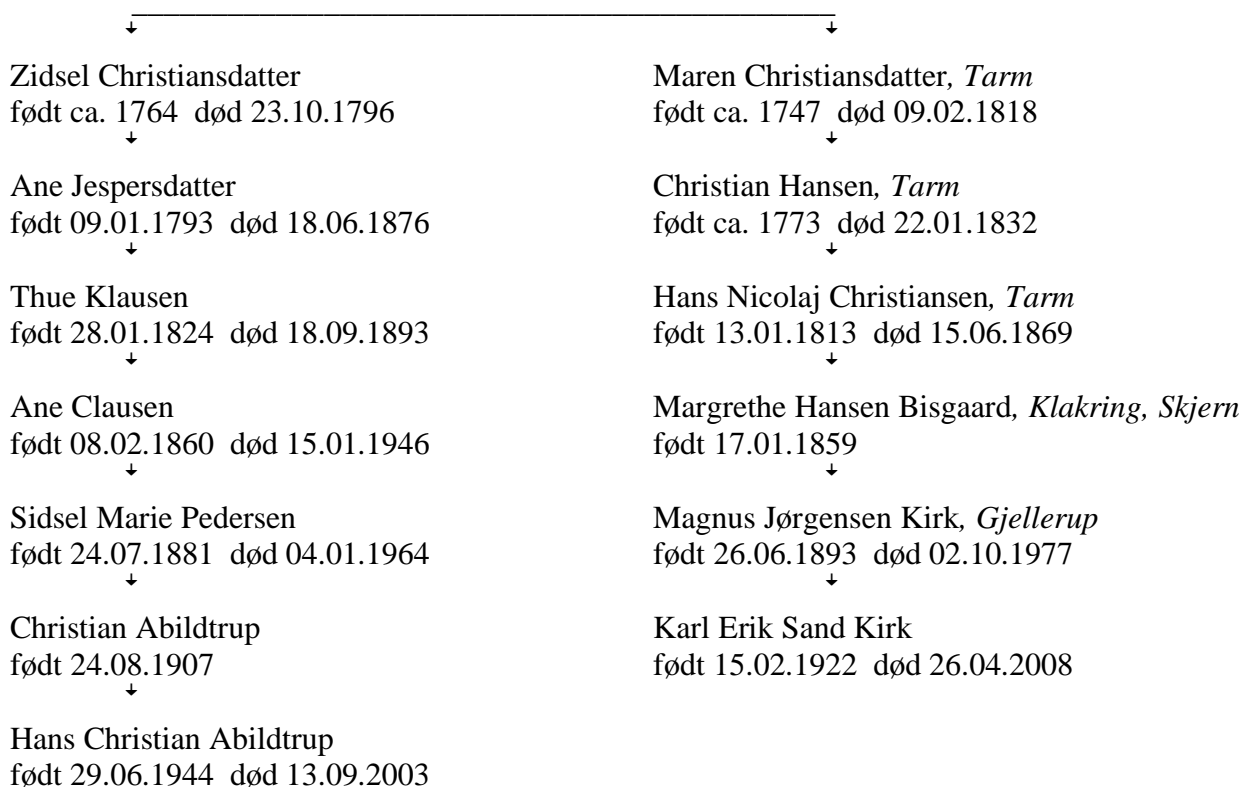 Zidsel Christiansdatter
født ca. 1764 død 23.10.1796
Ane Jespersdatter
født 09.01.1793 død 18.06.1876
Thue Klausen
født 28.01.1824 død 18.09.1893
Ane Clausen
født 08.02.1860 død 15.01.1946
Sidsel Marie Pedersen
født 24.07.1881 død 04.01.1964
Christian Abildtrup
født 24.08.1907
Hans Christian Abildtrup
født 29.06.1944 død 13.09.2003
Maren Christiansdatter, Tarm
født ca. 1747 død 09.02.1818
Christian Hansen, Tarm
født ca. 1773 død 22.01.1832
Hans Nicolaj Christiansen, Tarm
født 13.01.1813 død 15.06.1869
Margrethe Hansen Bisgaard, Klakring, Skjern
født 17.01.1859
Magnus Jørgensen Kirk, Gjellerup
født 26.06.1893 død 02.10.1977
Karl Erik Sand Kirk
født 15.02.1922 død 26.04.2008